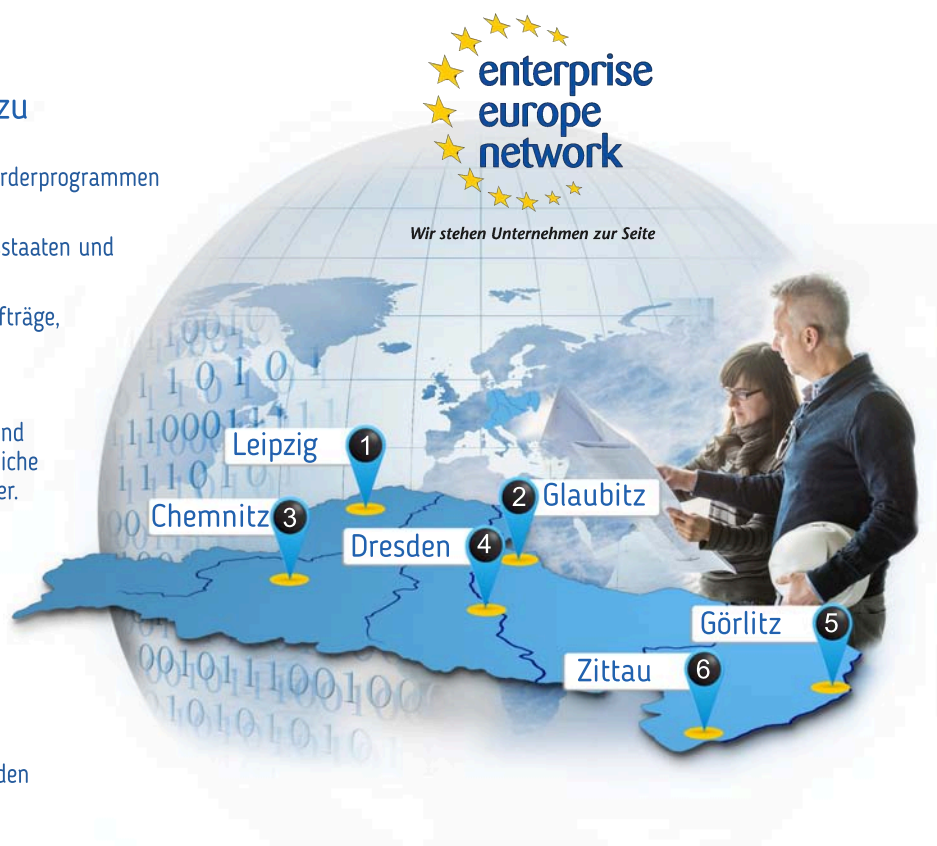 enterprise
europe
network
Wir stehen Unternehmen zur Seite
zu
rderprogrammen
staaten und
fträge,
nd
iche
er.
den
Leipzig 1
2 Glaubitz
Chemnitz 3
Dresden 4
Görlitz 5
Zittau 6